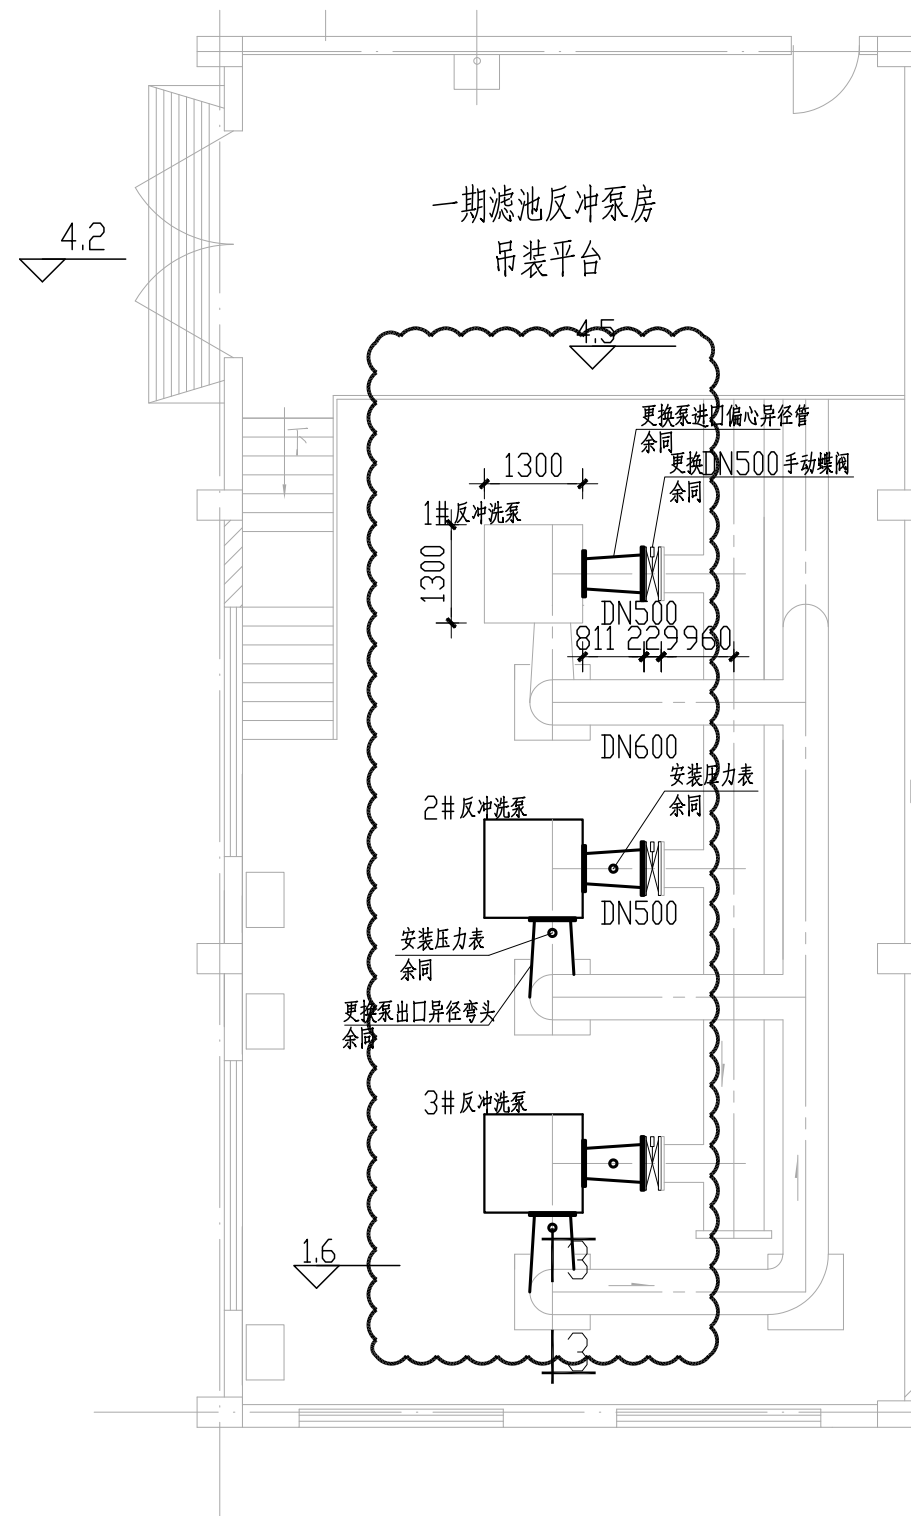 一期滤池反冲泵房
4.2
吊装平台
4.5
更换泵进口偏心异径管
余同
更换DN500手动蝶阀
余同
1300
1#反冲洗泵
1300
DN500
811 229 960
DN600
安装压力表
余同
2#反冲洗泵
DN500
安装压力表
余同
更换泵出口异径弯头
余同
3#反冲洗泵
1.6
3
3